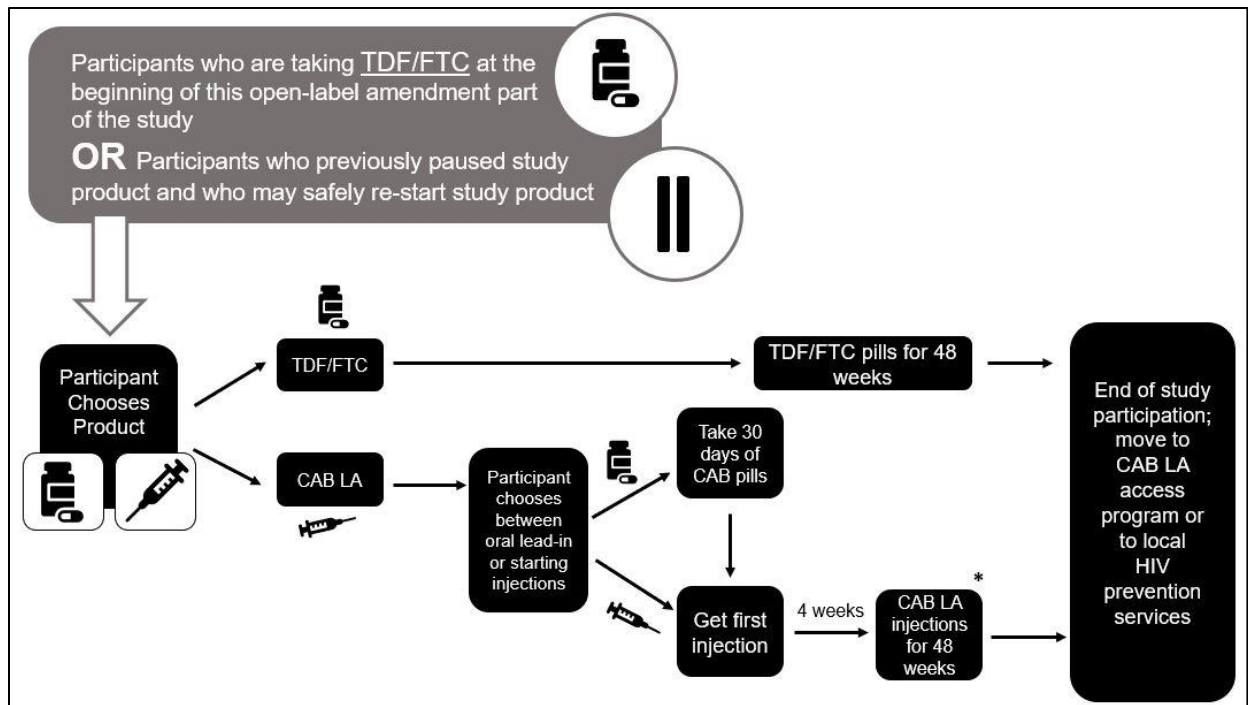 Participants who are taking TDF/FTC at the
beginning of this open-label amendment part
of the study
OR Participants who previously paused study
product and who may safely re-start study product
Participant
Chooses
Product
TDF/FTC
TDF/FTC pills for 48
weeks
CAB LA
Participant
chooses
between
oral lead-in
or starting
injections
Take 30
days of
CAB pills
Get first
injection
4 weeks
*
CAB LA
injections
for 48
weeks
End of study
participation;
move to
CAB LA
access
program or
to local
HIV
prevention
services